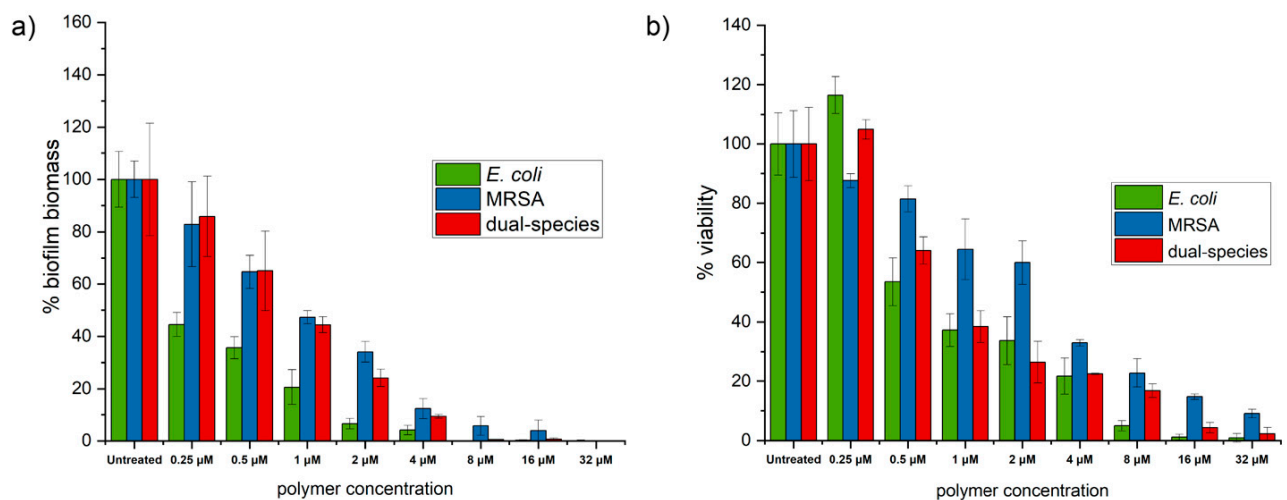 a)
% biofilm biomass
160
140
120
100
80
60
40
20
0
E. coli
MRSA
dual-species
Untreated 0.25 µM 0.5 µM 1 µM 2 µM 4 µM 8 µM 16 µM 32 µM
polymer concentration
b)
% viability
140
120
100
80
60
40
20
0
E. coli
MRSA
dual-species
Untreated 0.25 µM 0.5 µM 1 µM 2 µM 4 µM 8 µM 16 µM 32 µM
polymer concentration